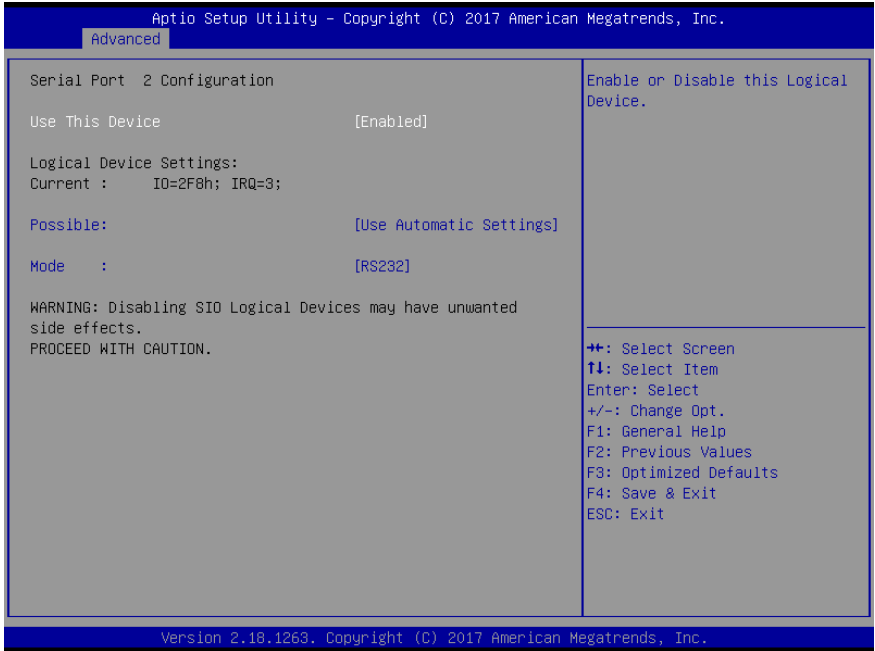 Aptio Setup Utility – Copyright (C) 2017 American Megatrends, Inc.
Advanced
Serial Port 2 Configuration
Use This Device [Enabled]
Logical Device Settings:
Current : IO=2F8h; IRQ=3;
Possible: [Use Automatic Settings]
Mode : [RS232]
WARNING: Disabling SIO Logical Devices may have unwanted
side effects.
PROCEED WITH CAUTION.
Enable or Disable this Logical
Device.
→←: Select Screen
↑↓: Select Item
Enter: Select
+/-: Change Opt.
F1: General Help
F2: Previous Values
F3: Optimized Defaults
F4: Save & Exit
ESC: Exit
Version 2.18.1263. Copyright (C) 2017 American Megatrends, Inc.